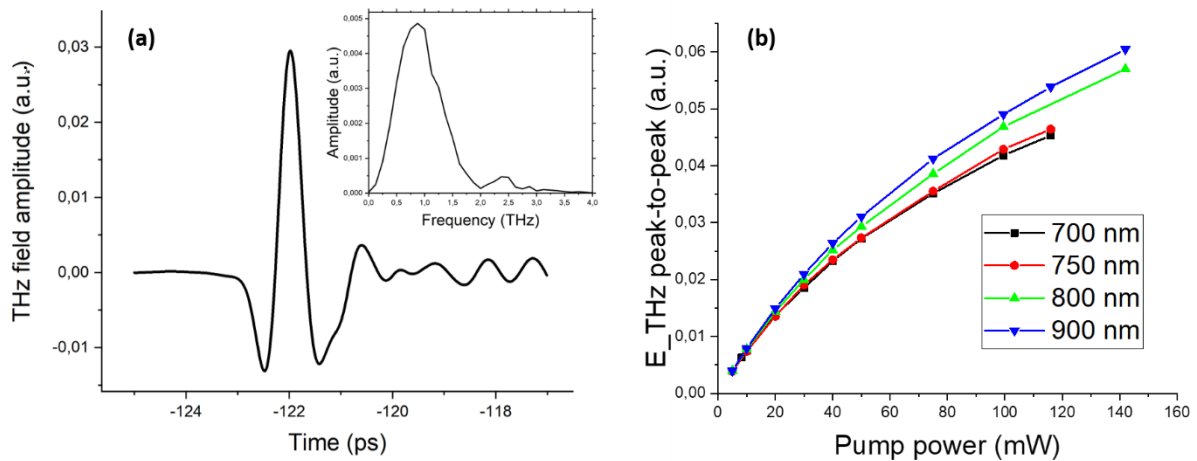 (a)
THz field amplitude (a.u.)
0,03
0,02
0,01
0,00
-0,01
-124
-122
-120
-118
Time (ps)
Amplitude (a.u.)
0,005
0,004
0,003
0,002
0,001
0,000
0,0 0,5 1,0 1,5 2,0 2,5 3,0 3,5 4,0
Frequency (THz)
(b)
E_THz peak-to-peak (a.u.)
0,06
0,05
0,04
0,03
0,02
0,01
0,00
0 20 40 60 80 100 120 140 160
Pump power (mW)
700 nm
750 nm
800 nm
900 nm